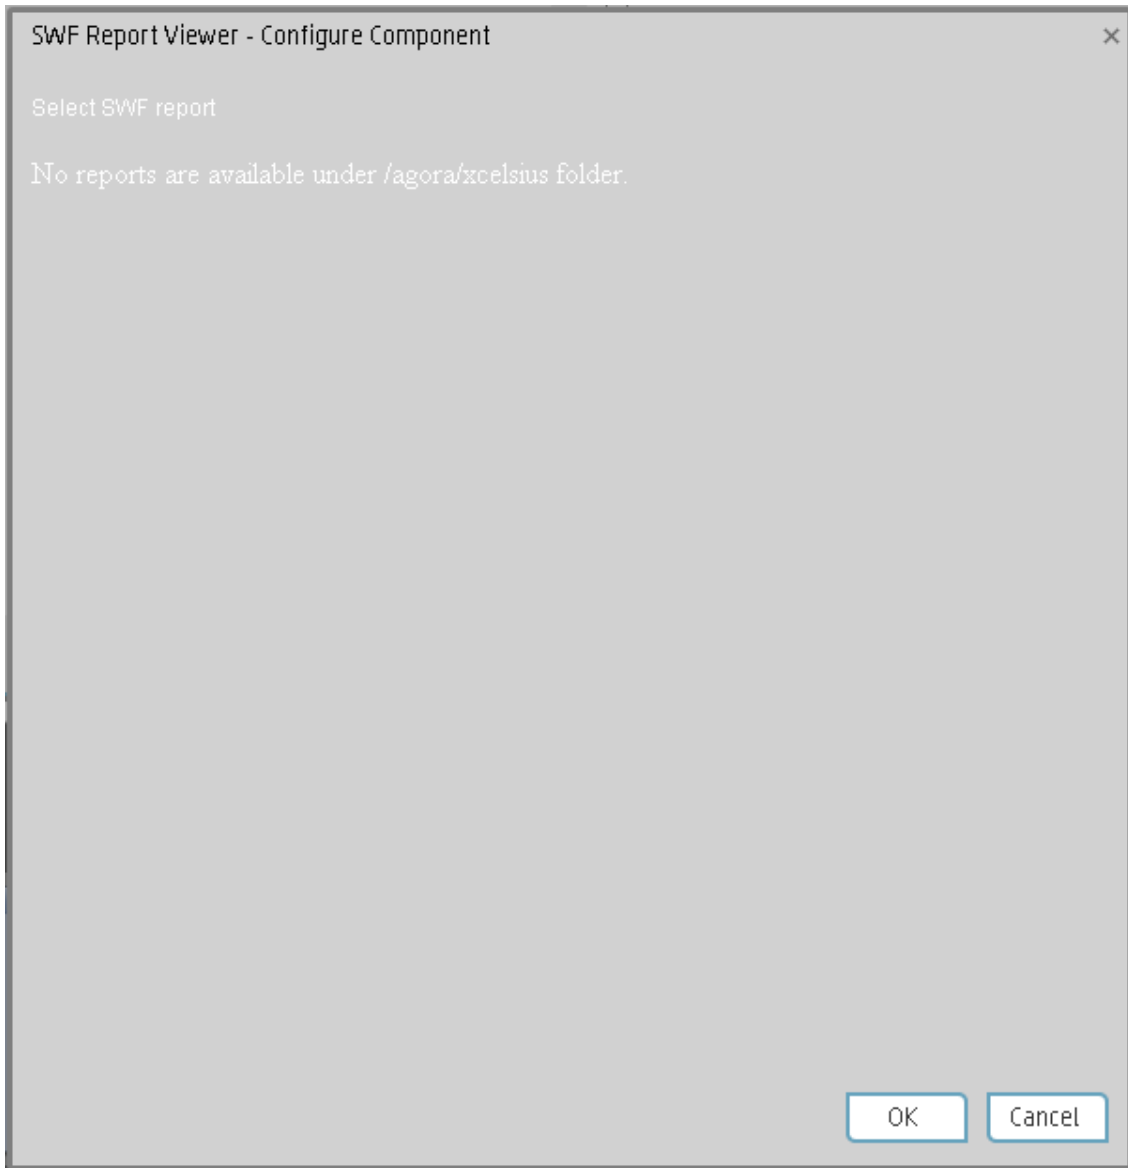 SWF Report Viewer - Configure Component
Select SWF report
No reports are available under /agora/xcelsius folder.
OK
Cancel